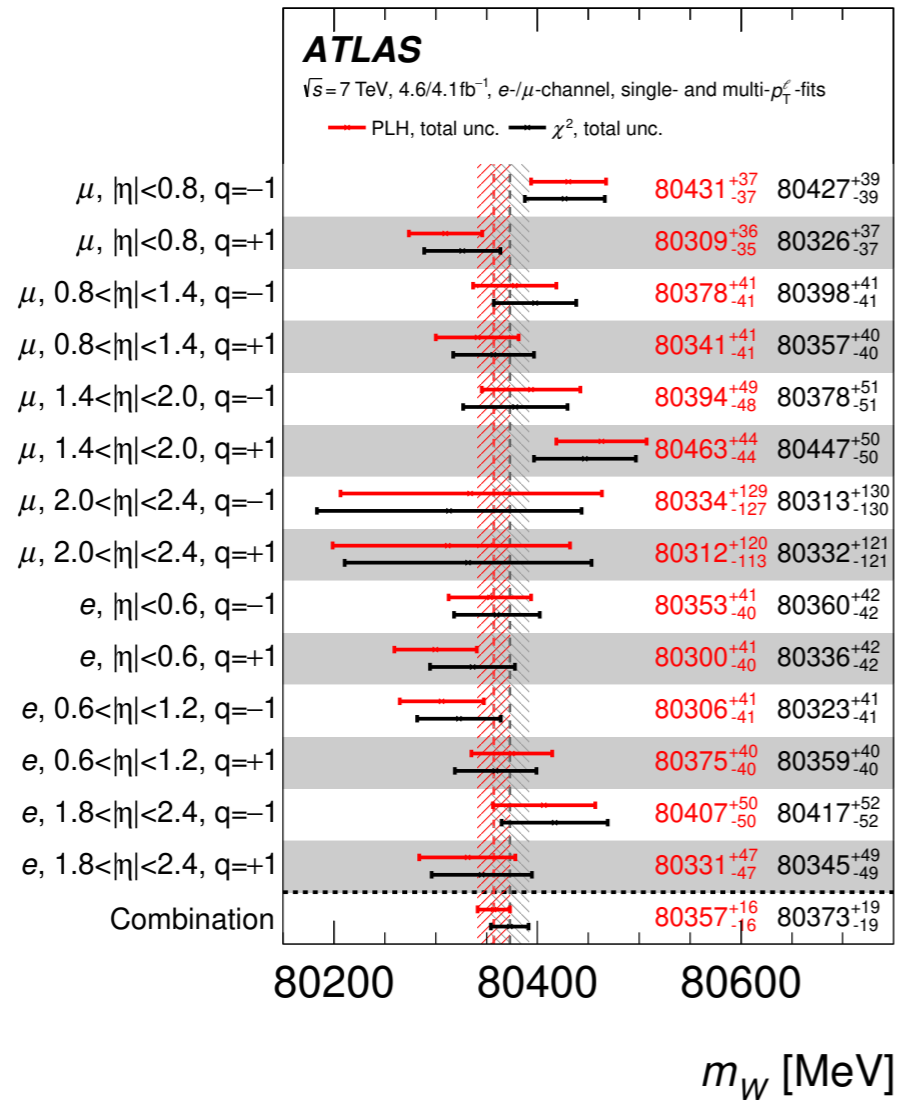 ATLAS
√s = 7 TeV, 4.6/4.1 fb⁻¹, e-/μ-channel, single- and multi-p_T^ℓ-fits
PLH, total unc. χ², total unc.
μ, |η|<0.8, q=−1 80431 +37 -37 80427 +39 -39
μ, |η|<0.8, q=+1 80309 +36 -35 80326 +37 -37
μ, 0.8<|η|<1.4, q=−1 80378 +41 -41 80398 +41 -41
μ, 0.8<|η|<1.4, q=+1 80341 +41 -41 80357 +40 -40
μ, 1.4<|η|<2.0, q=−1 80394 +49 -48 80378 +51 -51
μ, 1.4<|η|<2.0, q=+1 80463 +44 -44 80447 +50 -50
μ, 2.0<|η|<2.4, q=−1 80334 +129 -127 80313 +130 -130
μ, 2.0<|η|<2.4, q=+1 80312 +120 -113 80332 +121 -121
e, |η|<0.6, q=−1 80353 +41 -40 80360 +42 -42
e, |η|<0.6, q=+1 80300 +41 -40 80336 +42 -42
e, 0.6<|η|<1.2, q=−1 80306 +41 -41 80323 +41 -41
e, 0.6<|η|<1.2, q=+1 80375 +40 -40 80359 +40 -40
e, 1.8<|η|<2.4, q=−1 80407 +50 -50 80417 +52 -52
e, 1.8<|η|<2.4, q=+1 80331 +47 -47 80345 +49 -49
Combination 80357 +16 -16 80373 +19 -19
80200 80400 80600
m_W [MeV]